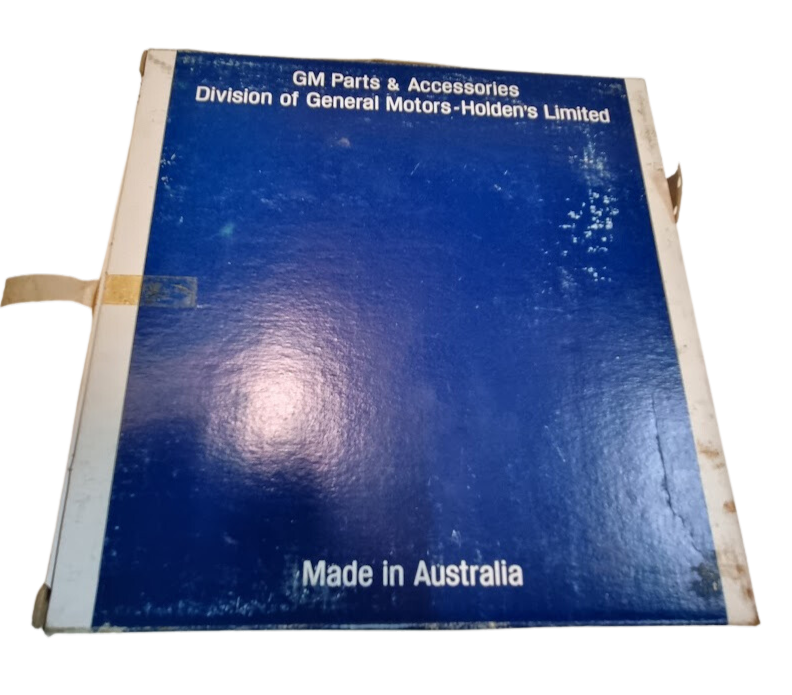 GM Parts & Accessories
Division of General Motors-Holden's Limited
Made in Australia